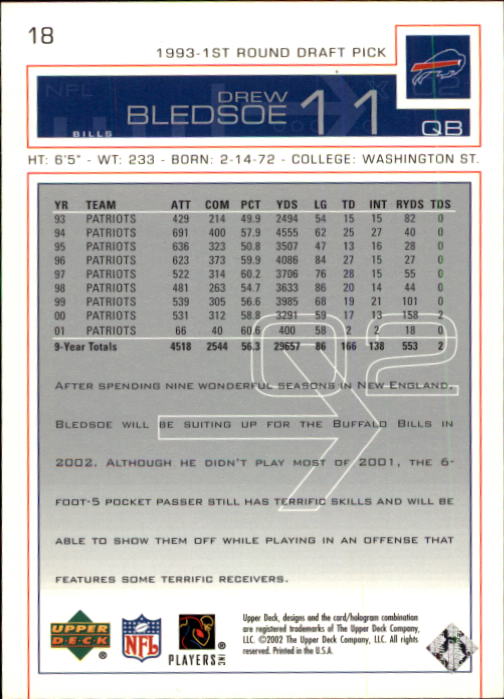 18
1993-1ST ROUND DRAFT PICK
NFL
DREW
BLEDSOE 11
BILLS
QB
HT: 6'5" - WT: 233 - BORN: 2-14-72 - COLLEGE: WASHINGTON ST.
YR TEAM ATT COM PCT YDS LG TD INT RYDS TDS
93 PATRIOTS 429 214 49.9 2494 54 15 15 82 0
94 PATRIOTS 691 400 57.9 4555 62 25 27 40 0
95 PATRIOTS 636 323 50.8 3507 47 13 16 28 0
96 PATRIOTS 623 373 59.9 4086 84 27 15 27 0
97 PATRIOTS 522 314 60.2 3706 76 28 15 55 0
98 PATRIOTS 481 263 54.7 3633 86 20 14 44 0
99 PATRIOTS 539 305 56.6 3985 68 19 21 101 0
00 PATRIOTS 531 312 58.8 3291 59 17 13 158 2
01 PATRIOTS 66 40 60.6 400 58 2 2 18 0
9-Year Totals 4518 2544 56.3 29657 86 166 138 553 2
02
AFTER SPENDING NINE WONDERFUL SEASONS IN NEW ENGLAND,
BLEDSOE WILL BE SUITING UP FOR THE BUFFALO BILLS IN
2002. ALTHOUGH HE DIDN'T PLAY MOST OF 2001, THE 6-
FOOT-5 POCKET PASSER STILL HAS TERRIFIC SKILLS AND WILL BE
ABLE TO SHOW THEM OFF WHILE PLAYING IN AN OFFENSE THAT
FEATURES SOME TERRIFIC RECEIVERS.
UPPER
DECK
®
NFL
PLAYERS INC
®
Upper Deck, designs and the card/hologram combination
are registered trademarks of The Upper Deck Company,
LLC. ©2002 The Upper Deck Company, LLC. All rights
reserved. Printed in the U.S.A.